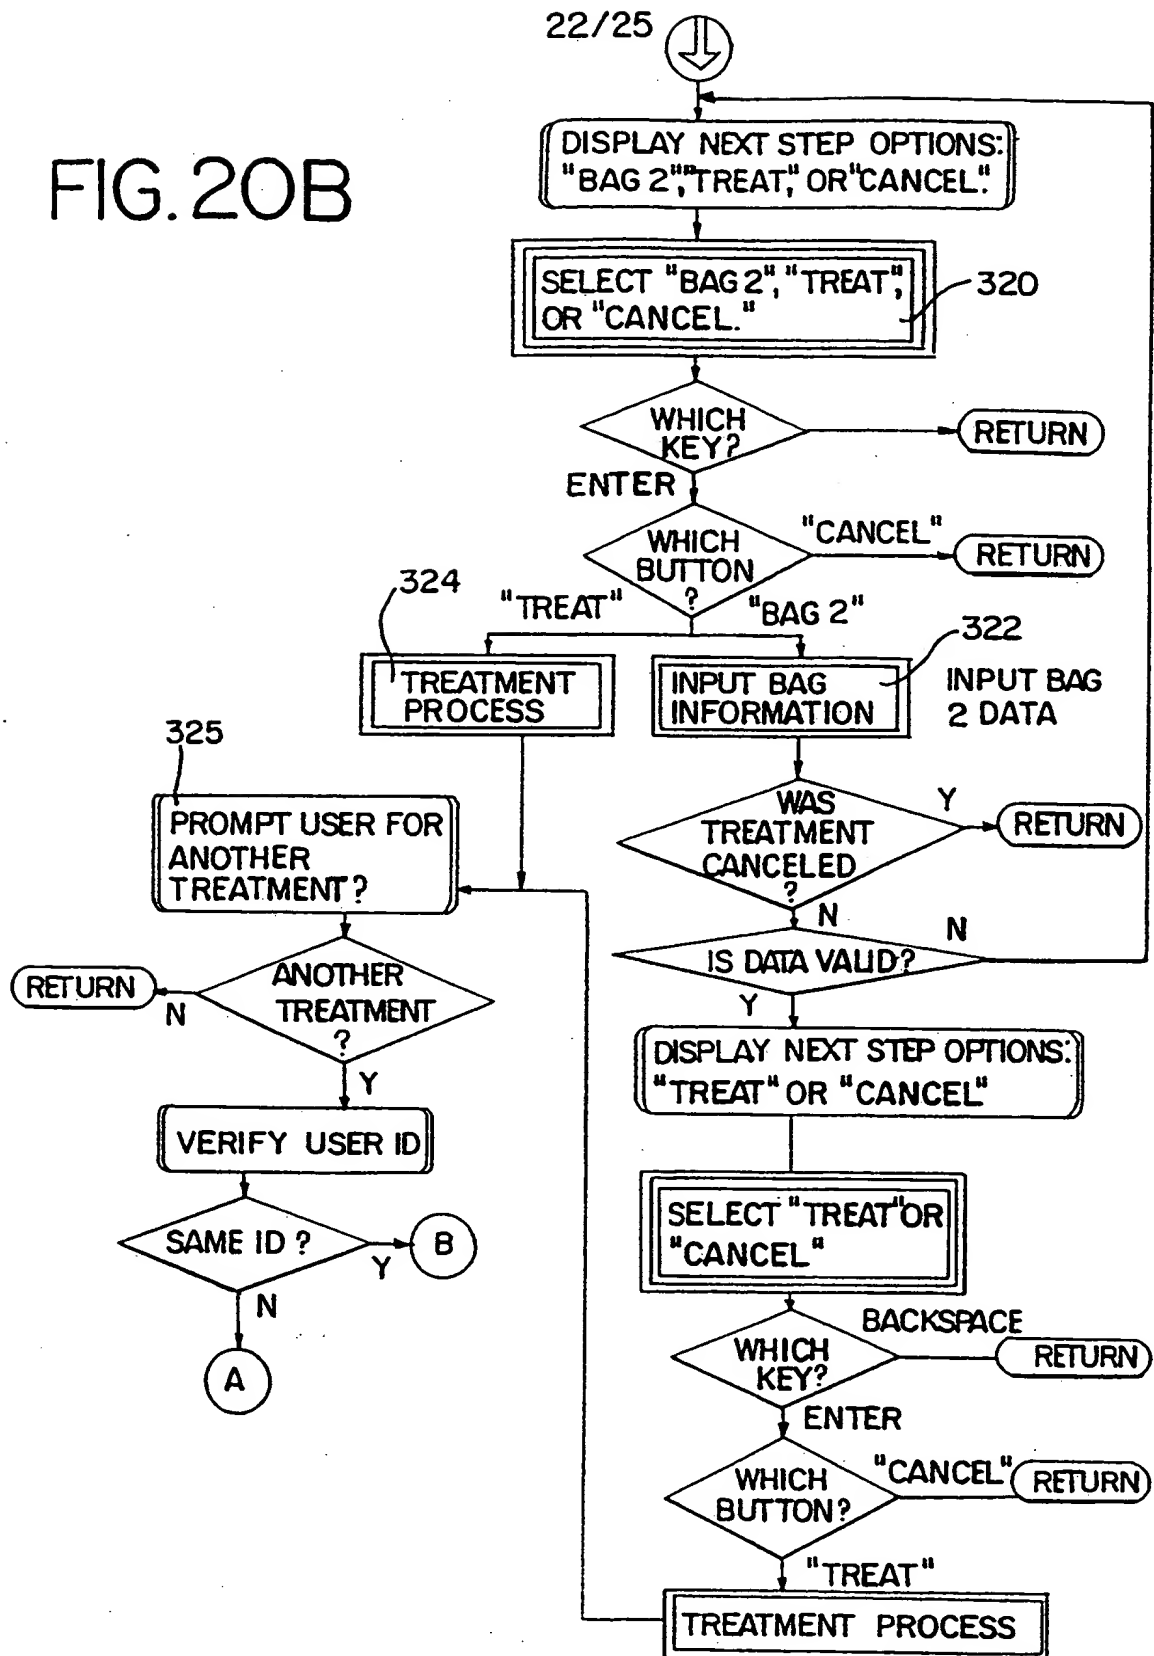 22/25
FIG. 20B
DISPLAY NEXT STEP OPTIONS:
"BAG 2", "TREAT," OR "CANCEL".
SELECT "BAG 2", "TREAT",
OR "CANCEL."
320
WHICH
KEY?
RETURN
ENTER
WHICH
BUTTON
?
"CANCEL"
RETURN
324
"TREAT"
"BAG 2"
322
TREATMENT
PROCESS
INPUT BAG
INFORMATION
INPUT BAG
2 DATA
325
PROMPT USER FOR
ANOTHER
TREATMENT?
WAS
TREATMENT
CANCELED
?
Y
RETURN
N
IS DATA VALID?
N
Y
ANOTHER
TREATMENT
?
RETURN
N
Y
DISPLAY NEXT STEP OPTIONS:
"TREAT" OR "CANCEL"
VERIFY USER ID
SELECT "TREAT" OR
"CANCEL"
SAME ID?
Y
B
N
A
WHICH
KEY?
BACKSPACE
RETURN
ENTER
WHICH
BUTTON?
"CANCEL"
RETURN
"TREAT"
TREATMENT PROCESS